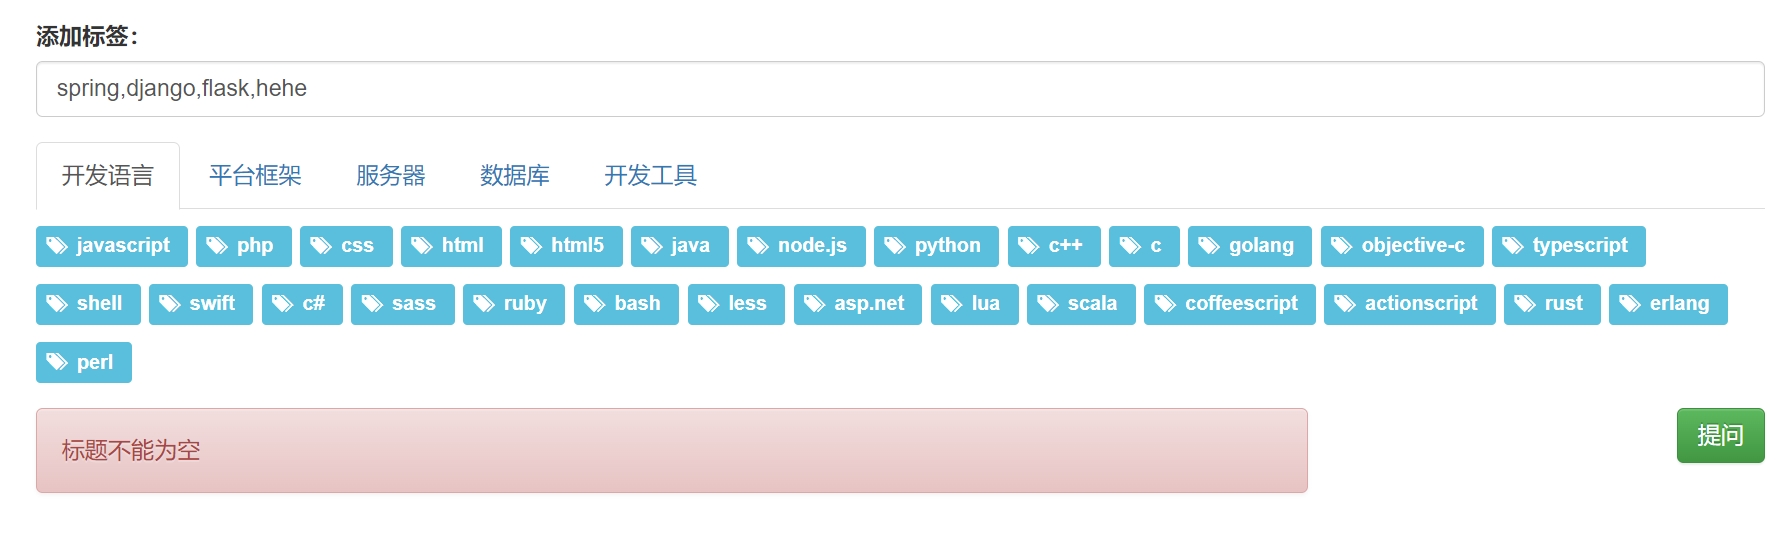 添加标签：
spring,django,flask,hehe
开发语言 平台框架 服务器 数据库 开发工具
javascript php css html html5 java node.js python c++ c golang objective-c typescript
shell swift c# sass ruby bash less asp.net lua scala coffeescript actionscript rust erlang
perl
标题不能为空 提问